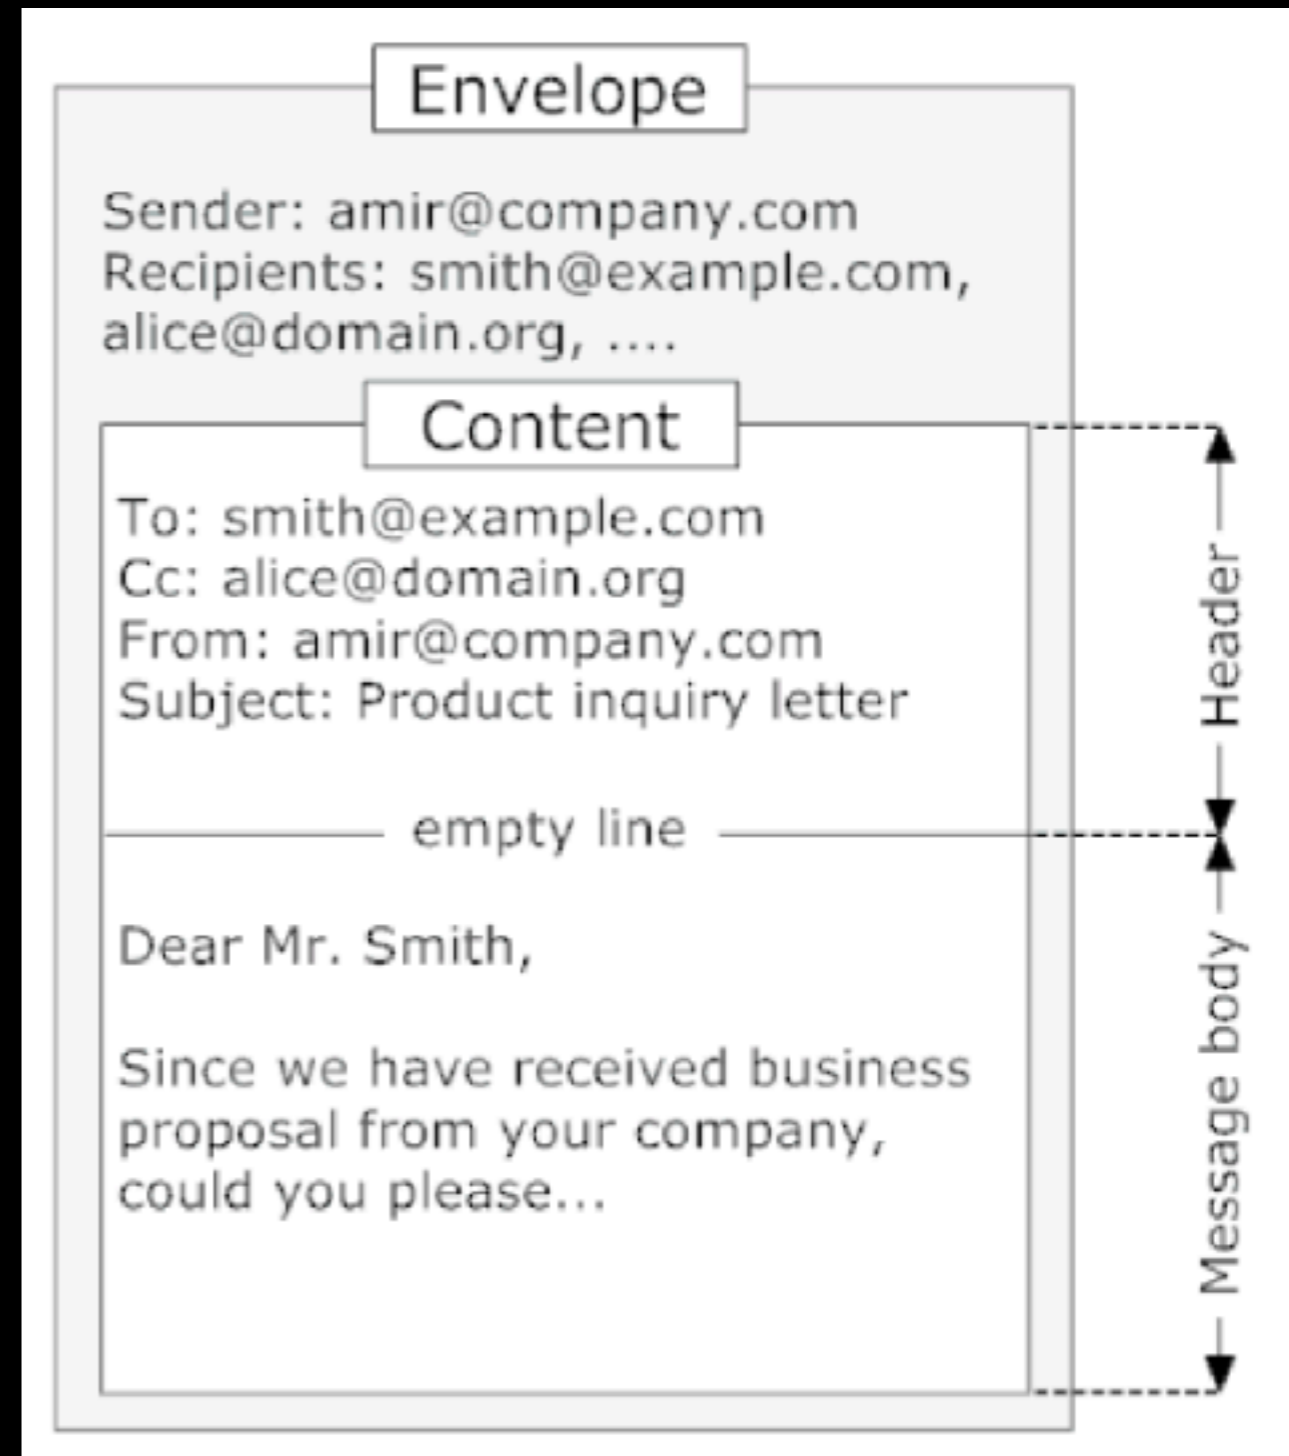 Envelope
Sender: amir@company.com
Recipients: smith@example.com,
alice@domain.org, ....
Content
To: smith@example.com
Cc: alice@domain.org
From: amir@company.com
Subject: Product inquiry letter
Header
empty line
Dear Mr. Smith,
Since we have received business
proposal from your company,
could you please...
Message body